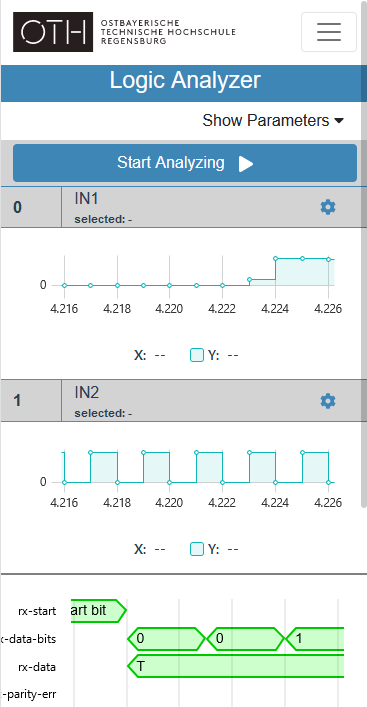 OTH OSTBAYERISCHE
TECHNISCHE HOCHSCHULE
REGENSBURG
Logic Analyzer
Show Parameters
Start Analyzing
0 IN1
selected: -
0
4.216 4.218 4.220 4.222 4.224 4.226
X: -- Y: --
1 IN2
selected: -
0
4.216 4.218 4.220 4.222 4.224 4.226
X: -- Y: --
rx-start art bit
x-data-bits 0 0 1
rx-data T
-parity-err